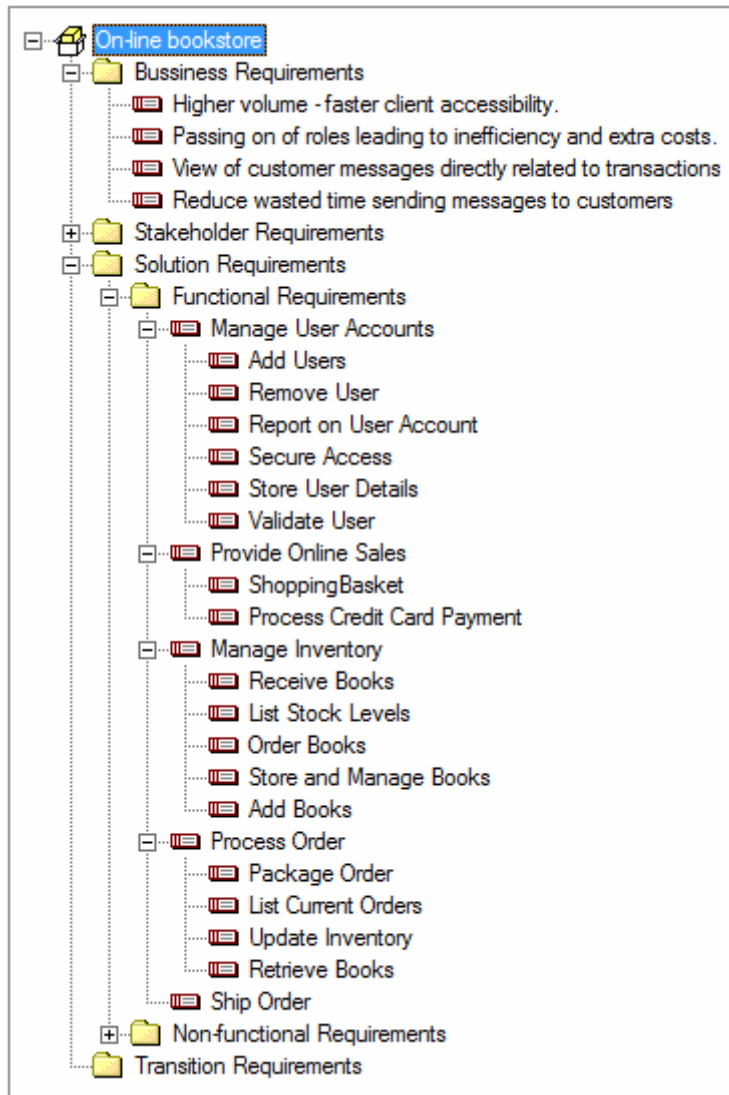 On-line bookstore
Bussiness Requirements
Higher volume - faster client accessibility.
Passing on of roles leading to inefficiency and extra costs.
View of customer messages directly related to transactions
Reduce wasted time sending messages to customers
Stakeholder Requirements
Solution Requirements
Functional Requirements
Manage User Accounts
Add Users
Remove User
Report on User Account
Secure Access
Store User Details
Validate User
Provide Online Sales
ShoppingBasket
Process Credit Card Payment
Manage Inventory
Receive Books
List Stock Levels
Order Books
Store and Manage Books
Add Books
Process Order
Package Order
List Current Orders
Update Inventory
Retrieve Books
Ship Order
Non-functional Requirements
Transition Requirements